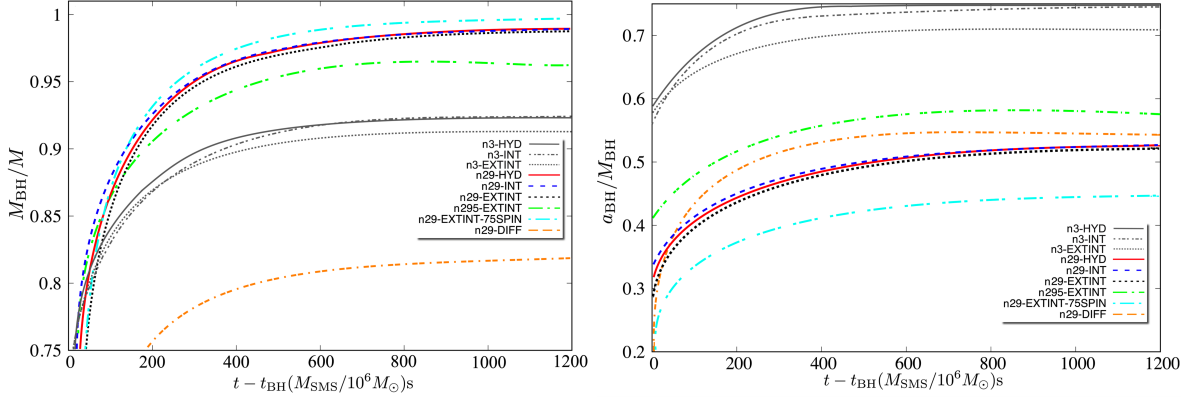 1
0.95
0.9
0.85
0.8
0.75
M_BH/M
n3-HYD
n3-INT
n3-EXTINT
n29-HYD
n29-INT
n29-EXTINT
n295-EXTINT
n29-EXTINT-75SPIN
n29-DIFF
0 200 400 600 800 1000 1200
t − t_BH(M_SMS/10^6 M_⊙)s
0.7
0.6
0.5
0.4
0.3
0.2
a_BH/M_BH
n3-HYD
n3-INT
n3-EXTINT
n29-HYD
n29-INT
n29-EXTINT
n295-EXTINT
n29-EXTINT-75SPIN
n29-DIFF
0 200 400 600 800 1000 1200
t − t_BH(M_SMS/10^6 M_⊙)s